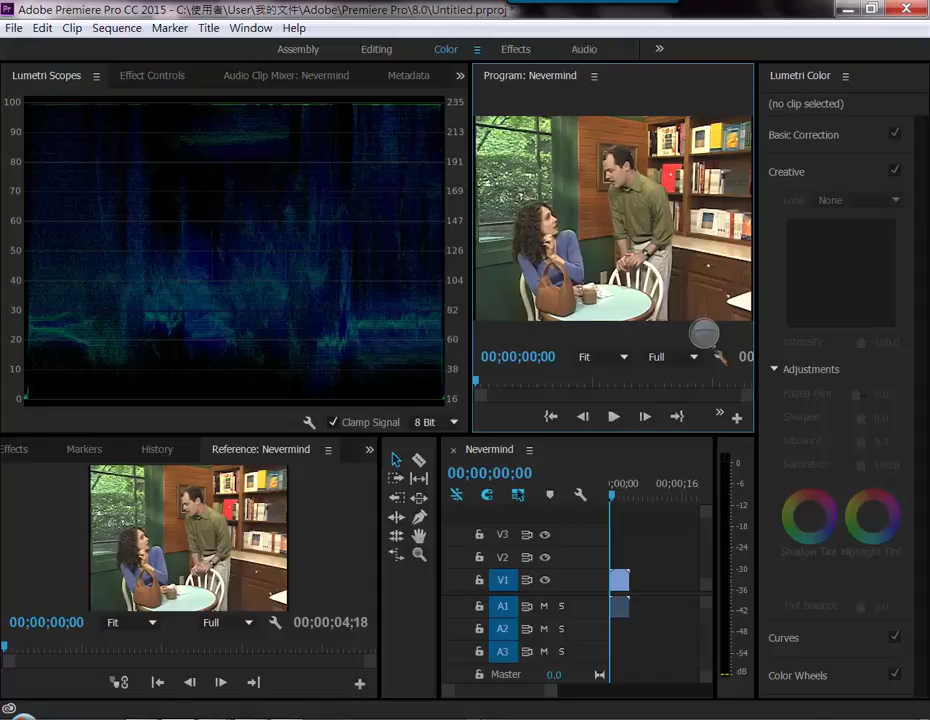 Adobe Premiere Pro CC 2015 - C:\使用者\User\我的文件\Adobe\Premiere Pro\8.0\Untitled.prproj *
File Edit Clip Sequence Marker Title Window Help
Assembly Editing Color Effects Audio
Lumetri Scopes Effect Controls Audio Clip Mixer: Nevermind Metadata
Program: Nevermind
Lumetri Color
(no clip selected)
Basic Correction
Creative
Look None
Intensity 100.0
Adjustments
Faded Film 0.0
Sharpen 0.0
Vibrance 0.0
Saturation 100.0
Shadow Tint Highlight Tint
Tint Balance 0.0
Curves
Color Wheels
100 235
90 213
80 191
70 169
60 147
50 126
40 104
30 82
20 60
10 38
0 16
Clamp Signal 8 Bit
00;00;00;00 Fit Full 00
ffects Markers History Reference: Nevermind
00;00;00;00 Fit Full 00;00;04;18
Nevermind
00;00;00;00
;00;00 00;00;16
V3
V2
V1
A1 M S
A2 M S
A3 M S
Master 0.0
0
-6
-12
-18
-24
-30
-36
-42
-48
-54
dB